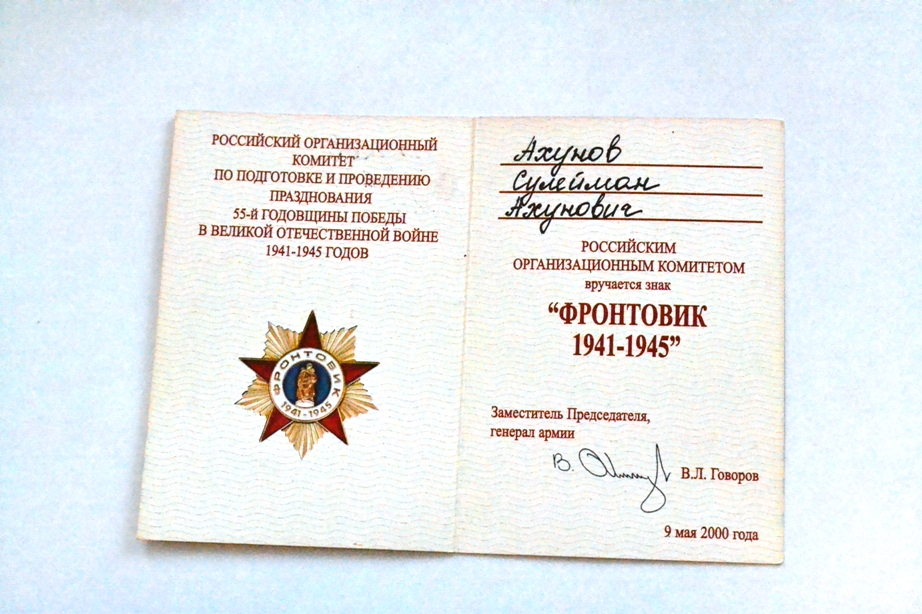 РОССИЙСКИЙ ОРГАНИЗАЦИОННЫЙ
КОМИТЕТ
ПО ПОДГОТОВКЕ И ПРОВЕДЕНИЮ
ПРАЗДНОВАНИЯ
55-й ГОДОВЩИНЫ ПОБЕДЫ
В ВЕЛИКОЙ ОТЕЧЕСТВЕННОЙ ВОЙНЕ
1941-1945 ГОДОВ
ФРОНТОВИК
1941-1945
Ахунов
Сулейман
Ахунович
РОССИЙСКИМ
ОРГАНИЗАЦИОННЫМ КОМИТЕТОМ
вручается знак
“ФРОНТОВИК
1941-1945”
Заместитель Председателя,
генерал армии
В.Л. Говоров
9 мая 2000 года